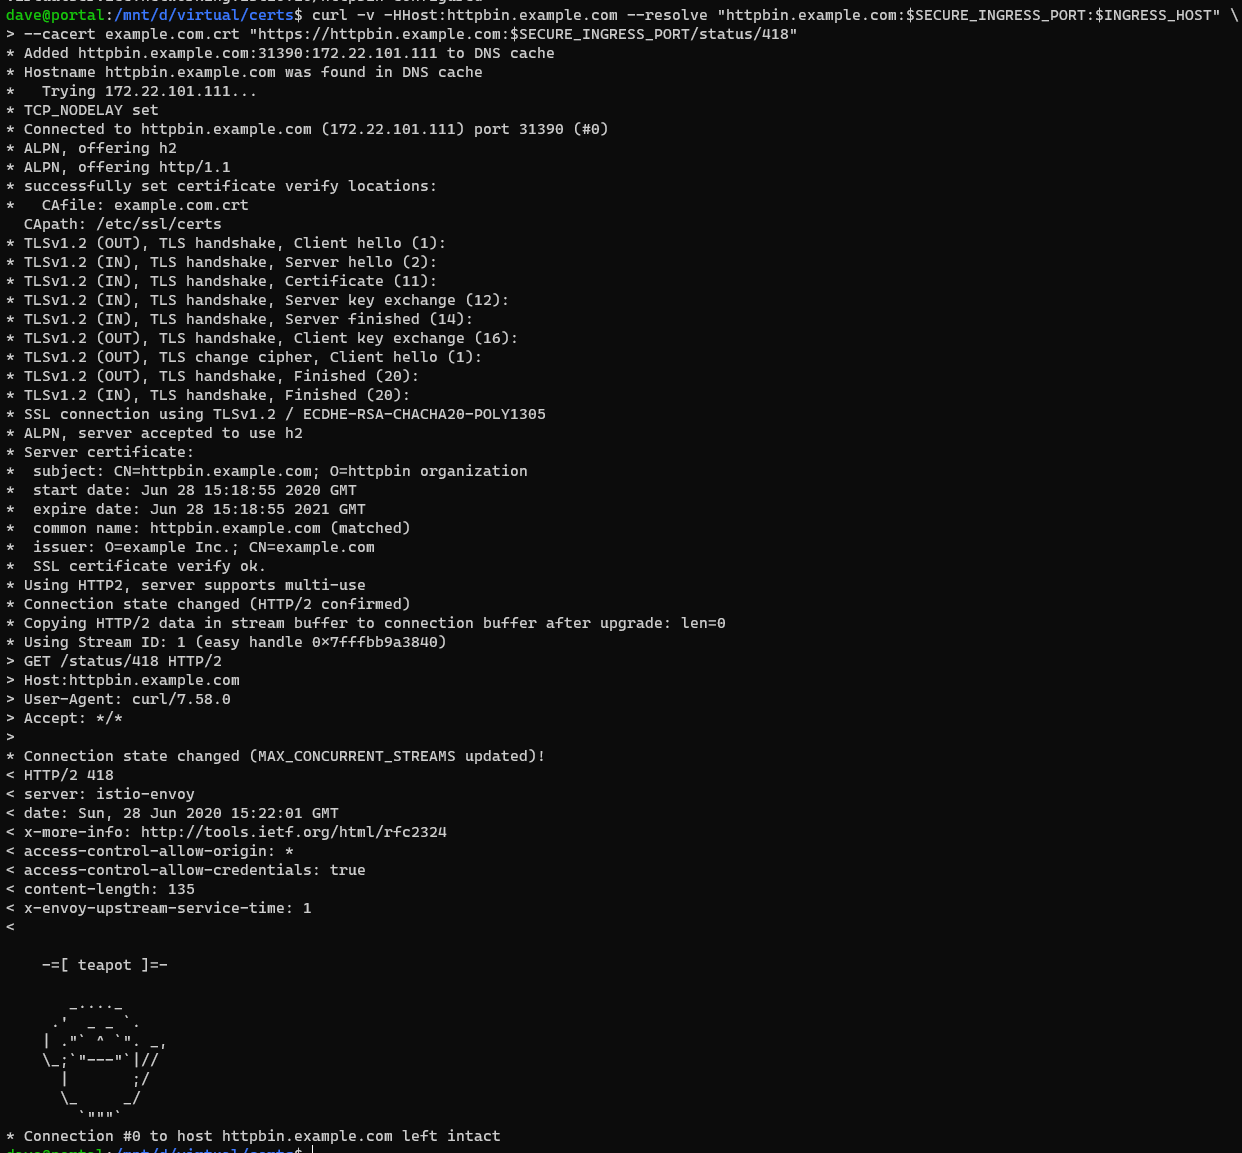 dave@portal:/mnt/d/virtual/certs$ curl -v -HHost:httpbin.example.com --resolve "httpbin.example.com:$SECURE_INGRESS_PORT:$INGRESS_HOST" \
> --cacert example.com.crt "https://httpbin.example.com:$SECURE_INGRESS_PORT/status/418"
* Added httpbin.example.com:31390:172.22.101.111 to DNS cache
* Hostname httpbin.example.com was found in DNS cache
*   Trying 172.22.101.111...
* TCP_NODELAY set
* Connected to httpbin.example.com (172.22.101.111) port 31390 (#0)
* ALPN, offering h2
* ALPN, offering http/1.1
* successfully set certificate verify locations:
*   CAfile: example.com.crt
  CApath: /etc/ssl/certs
* TLSv1.2 (OUT), TLS handshake, Client hello (1):
* TLSv1.2 (IN), TLS handshake, Server hello (2):
* TLSv1.2 (IN), TLS handshake, Certificate (11):
* TLSv1.2 (IN), TLS handshake, Server key exchange (12):
* TLSv1.2 (IN), TLS handshake, Server finished (14):
* TLSv1.2 (OUT), TLS handshake, Client key exchange (16):
* TLSv1.2 (OUT), TLS change cipher, Client hello (1):
* TLSv1.2 (OUT), TLS handshake, Finished (20):
* TLSv1.2 (IN), TLS handshake, Finished (20):
* SSL connection using TLSv1.2 / ECDHE-RSA-CHACHA20-POLY1305
* ALPN, server accepted to use h2
* Server certificate:
*  subject: CN=httpbin.example.com; O=httpbin organization
*  start date: Jun 28 15:18:55 2020 GMT
*  expire date: Jun 28 15:18:55 2021 GMT
*  common name: httpbin.example.com (matched)
*  issuer: O=example Inc.; CN=example.com
*  SSL certificate verify ok.
* Using HTTP2, server supports multi-use
* Connection state changed (HTTP/2 confirmed)
* Copying HTTP/2 data in stream buffer to connection buffer after upgrade: len=0
* Using Stream ID: 1 (easy handle 0x7fffbb9a3840)
> GET /status/418 HTTP/2
> Host:httpbin.example.com
> User-Agent: curl/7.58.0
> Accept: */*
>
* Connection state changed (MAX_CONCURRENT_STREAMS updated)!
< HTTP/2 418
< server: istio-envoy
< date: Sun, 28 Jun 2020 15:22:01 GMT
< x-more-info: http://tools.ietf.org/html/rfc2324
< access-control-allow-origin: *
< access-control-allow-credentials: true
< content-length: 135
< x-envoy-upstream-service-time: 1
<

    -=[ teapot ]=-

       _...._
     .'  _ _ `.
    | ."` ^ `". _,
    \_;`"---"`|//
      |       ;/
      \_     _/
        `"""`
* Connection #0 to host httpbin.example.com left intact
dave@portal:/mnt/d/virtual/certs$